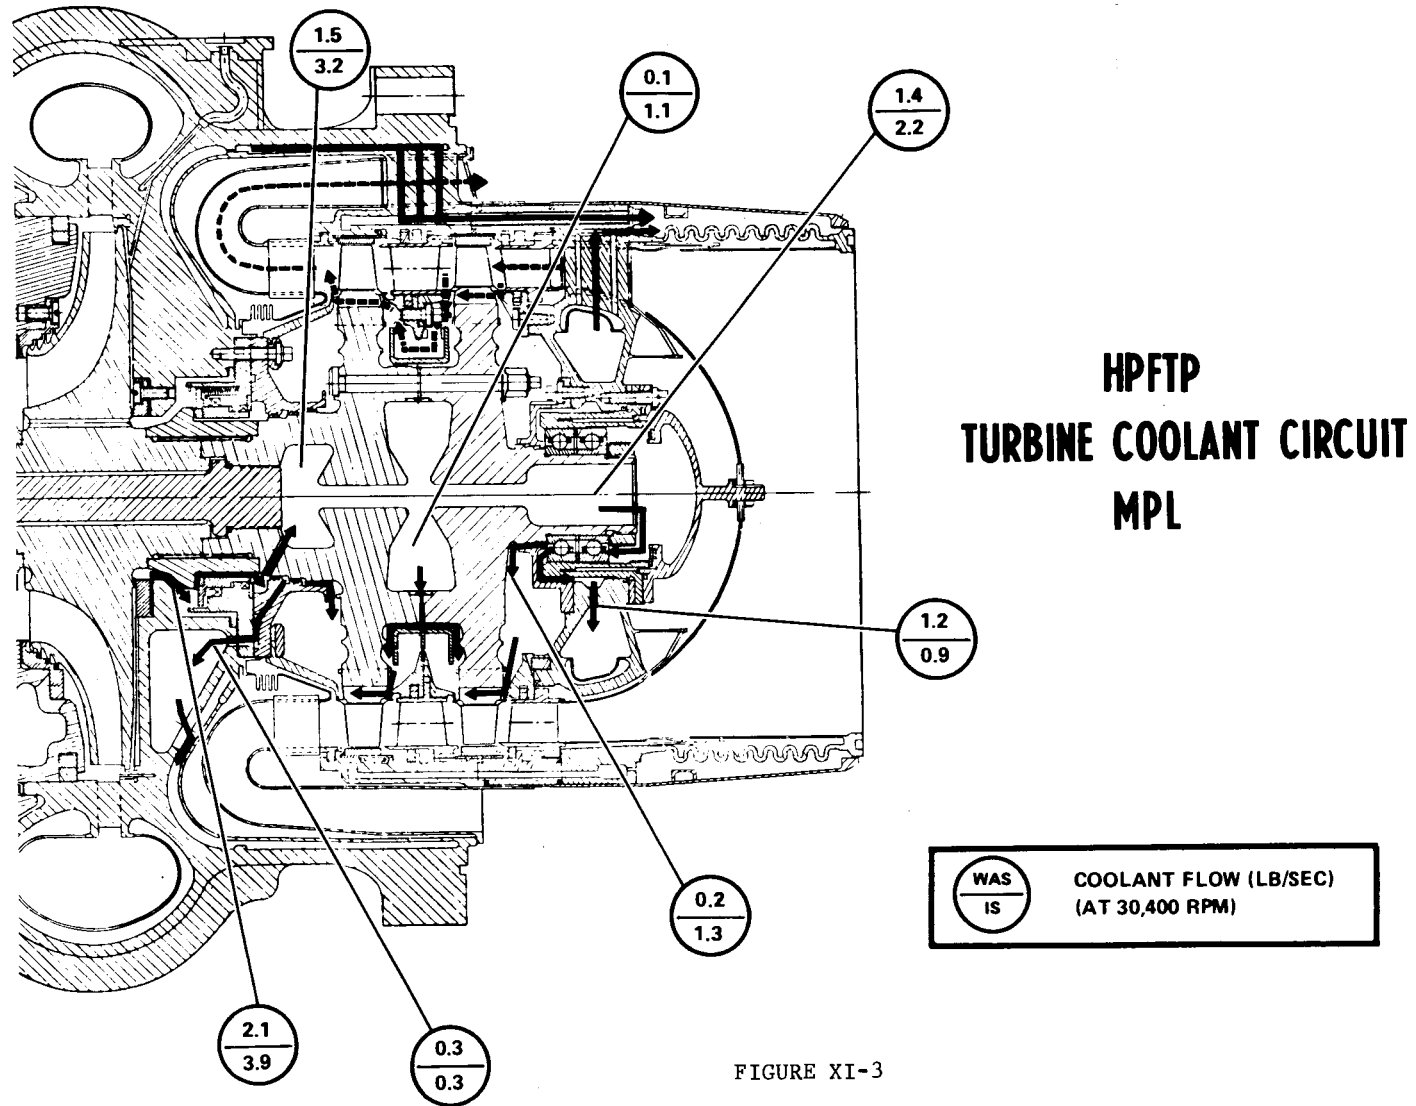 1.5
3.2
0.1
1.1
1.4
2.2
HPFTP
TURBINE COOLANT CIRCUIT
MPL
1.2
0.9
WAS
IS
COOLANT FLOW (LB/SEC)
(AT 30,400 RPM)
0.2
1.3
2.1
3.9
0.3
0.3
FIGURE XI-3